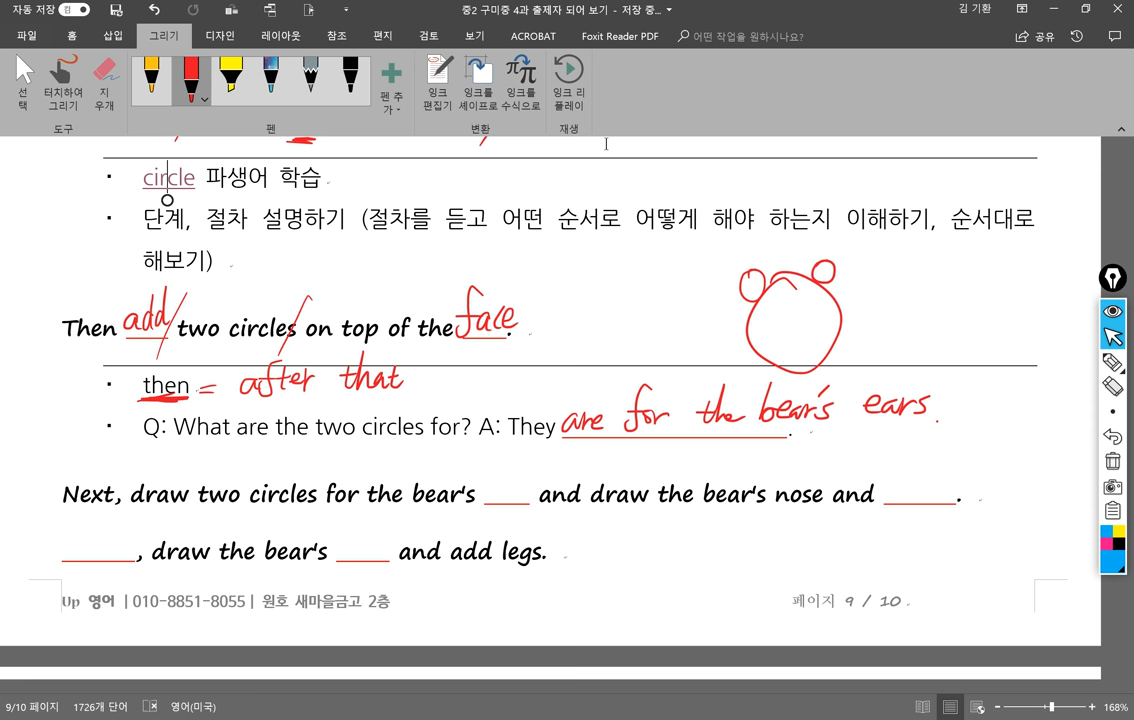 자동 저장 컴 중2 구미중 4과 출제자 되어 보기 - 저장 중... 김 기환
파일 홈 삽입 그리기 디자인 레이아웃 참조 편지 검토 보기 ACROBAT Foxit Reader PDF 어떤 작업을 원하시나요? 공유
선택 터치하여 그리기 지우개 펜 추가 잉크 편집기 잉크를 셰이프로 잉크를 수식으로 잉크 리플레이
도구 펜 변환 재생
· circle 파생어 학습
· 단계, 절차 설명하기 (절차를 듣고 어떤 순서로 어떻게 해야 하는지 이해하기, 순서대로
해보기)
Then add / two circles / on top of the face.
· then = after that
· Q: What are the two circles for? A: They are for the bear's ears.
Next, draw two circles for the bear's ____ and draw the bear's nose and ______.
______, draw the bear's ____ and add legs.
Up 영어 | 010-8851-8055 | 원호 새마을금고 2층 페이지 9 / 10
9/10 페이지 1726개 단어 영어(미국) 168%